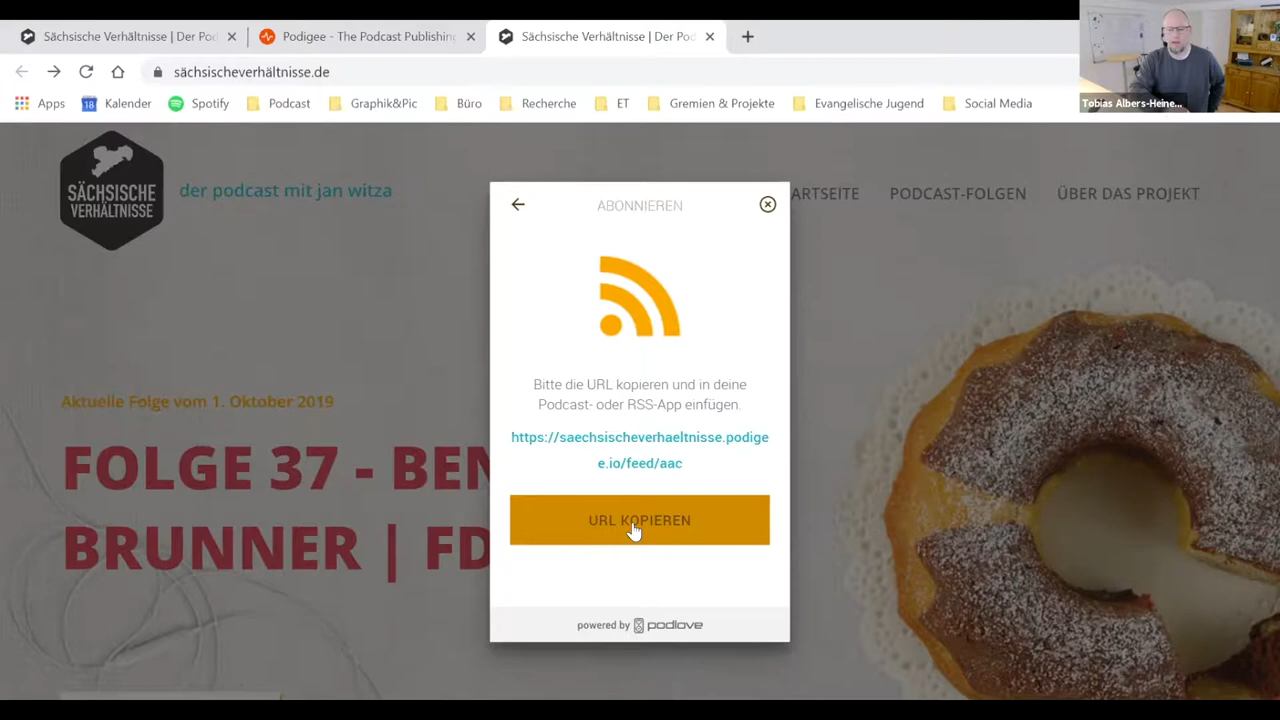 Sächsische Verhältnisse | Der Pod
Podigee - The Podcast Publishing
Sächsische Verhältnisse | Der Pod
sächsischeverhältnisse.de
Apps
18
Kalender
Spotify
Podcast
Graphik&Pic
Büro
Recherche
ET
Gremien & Projekte
Evangelische Jugend
Social Media
Tobias Albers-Heine...
SÄCHSISCHE
VERHÄLTNISSE
der podcast mit jan witza
ARTSEITE
PODCAST-FOLGEN
ÜBER DAS PROJEKT
ABONNIEREN
Bitte die URL kopieren und in deine
Podcast- oder RSS-App einfügen.
https://saechsischeverhaeltnisse.podige
e.io/feed/aac
URL KOPIEREN
powered by podlove
Aktuelle Folge vom 1. Oktober 2019
FOLGE 37 - BEN
BRUNNER | FD